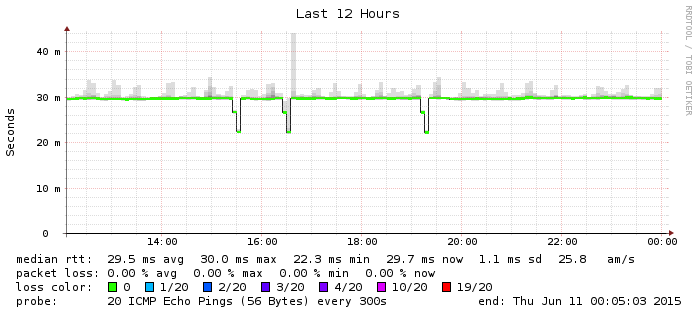 Last 12 Hours
RRDTOOL / TOBI OETIKER
Seconds
40 m
30 m
20 m
10 m
0
14:00 16:00 18:00 20:00 22:00 00:00
median rtt: 29.5 ms avg 30.0 ms max 22.3 ms min 29.7 ms now 1.1 ms sd 25.8 am/s
packet loss: 0.00 % avg 0.00 % max 0.00 % min 0.00 % now
loss color: 0 1/20 2/20 3/20 4/20 10/20 19/20
probe: 20 ICMP Echo Pings (56 Bytes) every 300s end: Thu Jun 11 00:05:03 2015